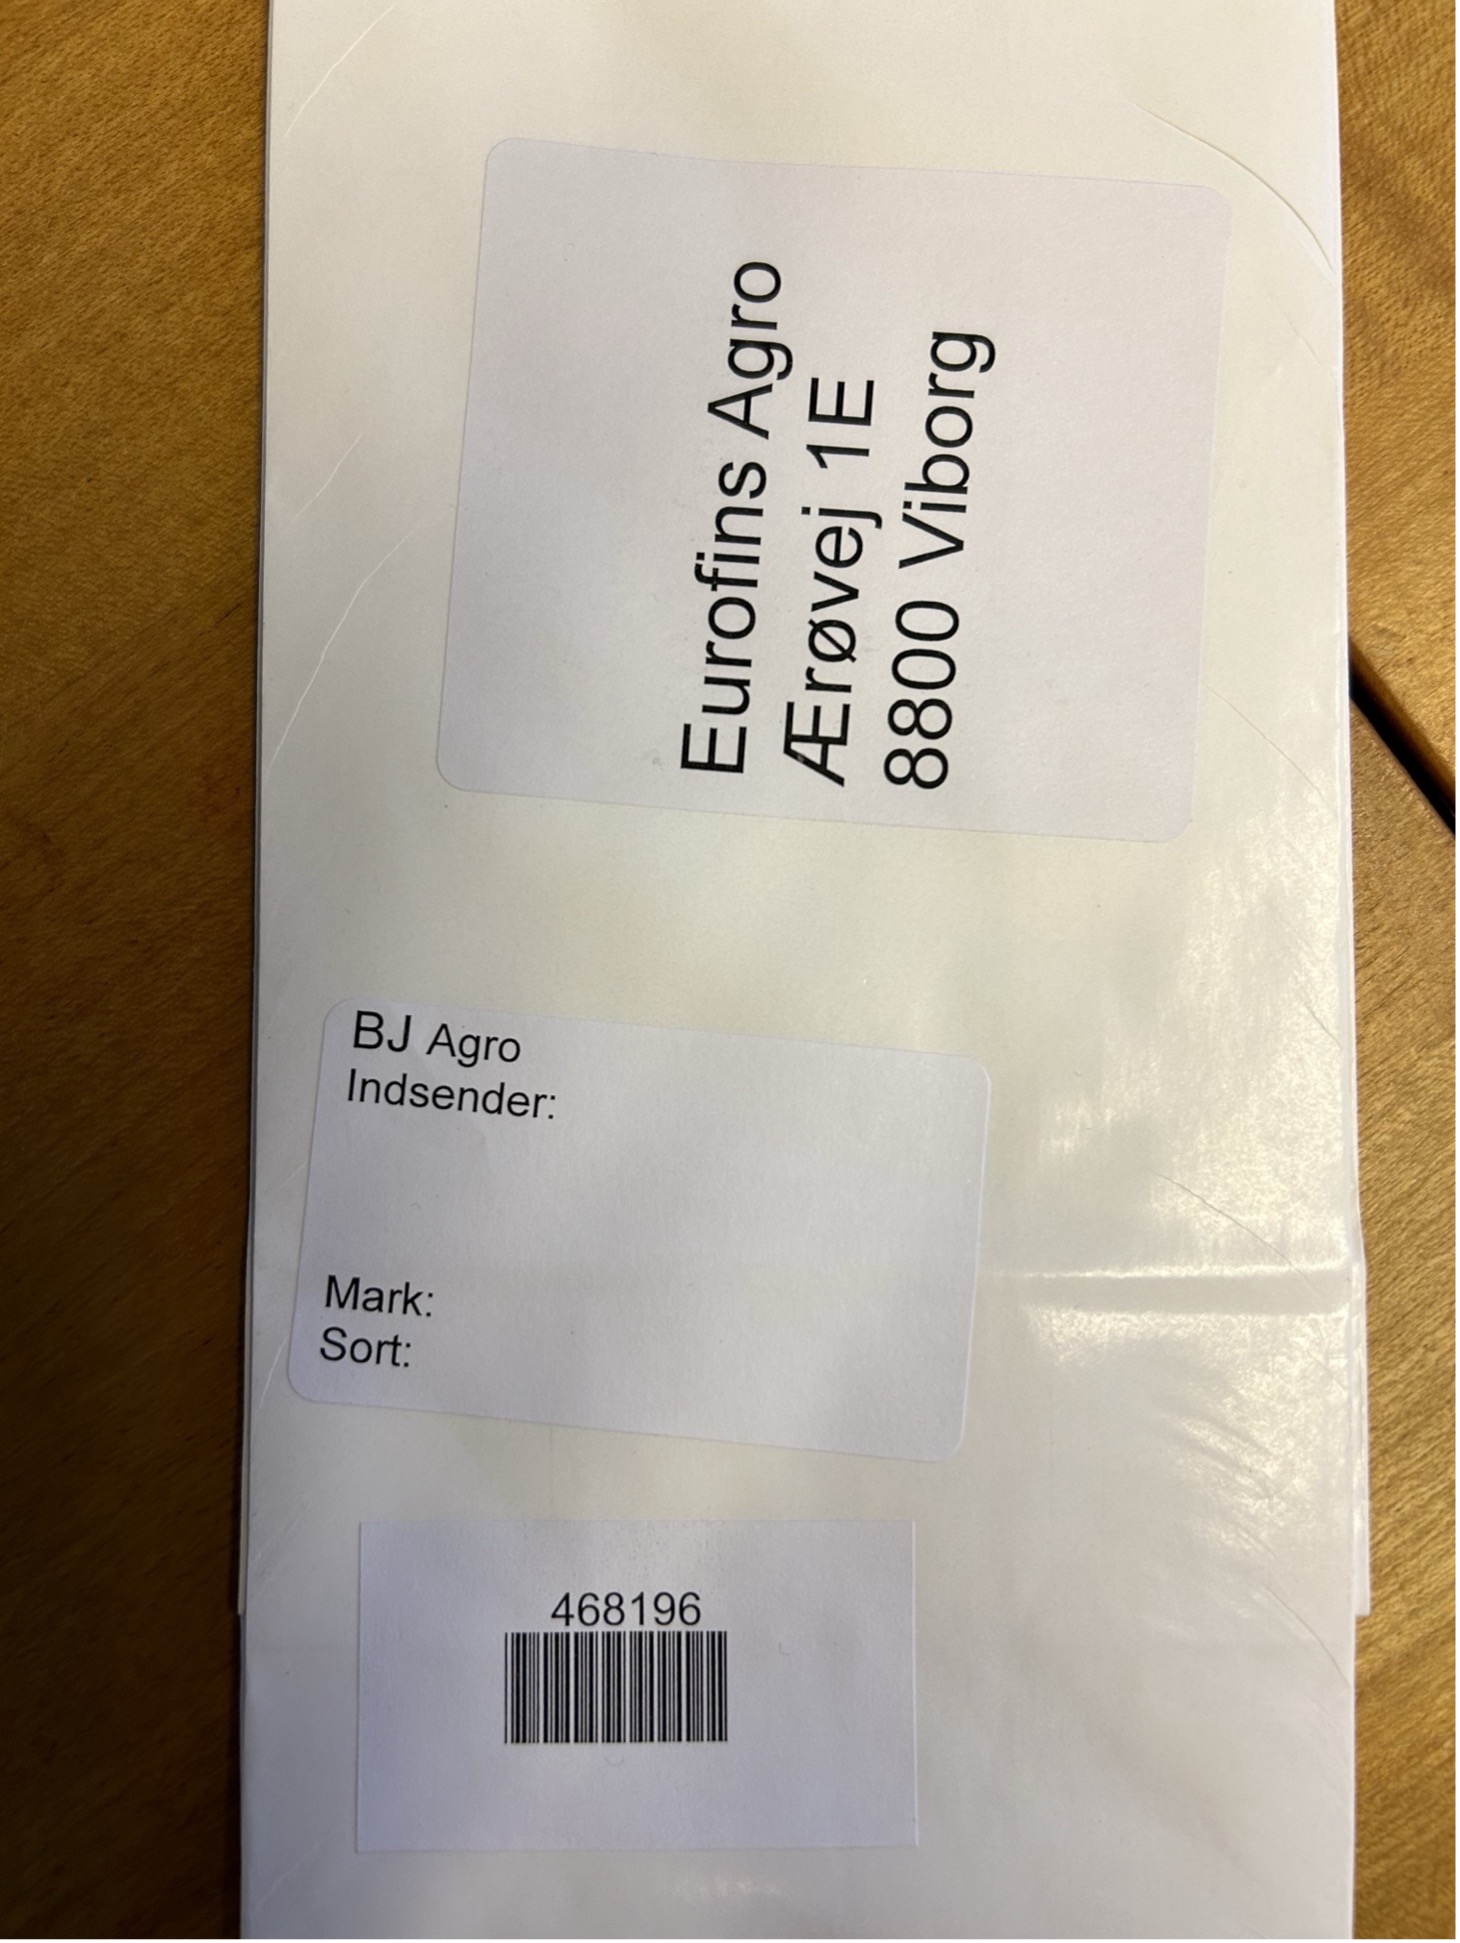 Eurofins Agro
Ærøvej 1E
8800 Viborg
BJ Agro
Indsender:
Mark:
Sort:
468196